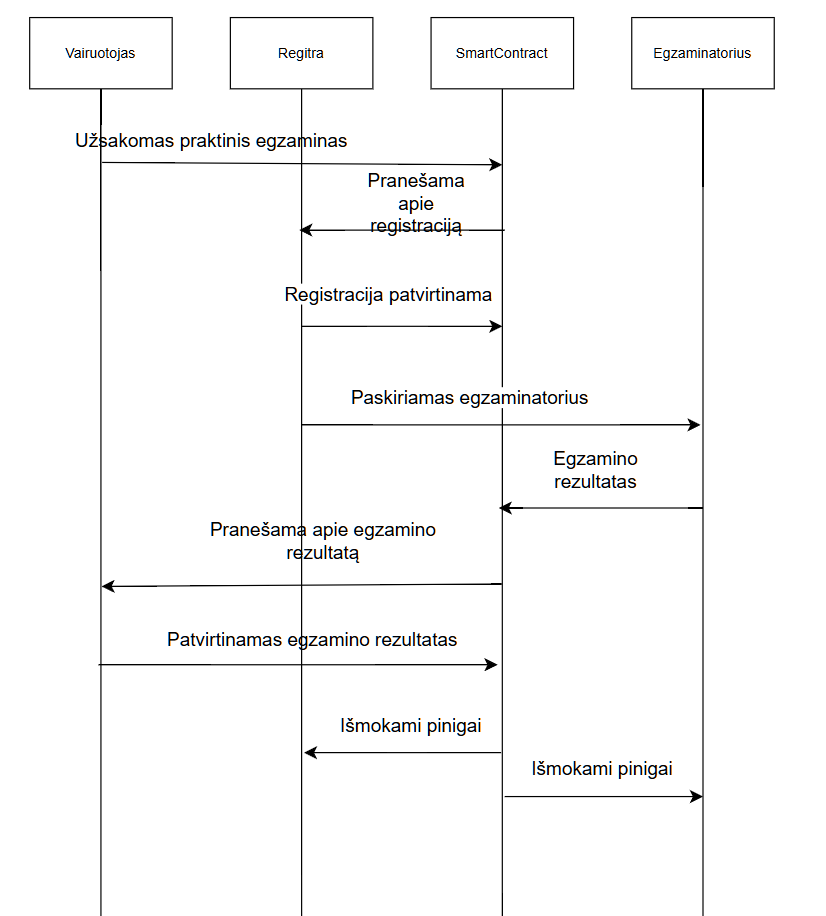 Vairuotojas
Regitra
SmartContract
Egzaminatorius
Užsakomas praktinis egzaminas
Pranešama
apie
registraciją
Registracija patvirtinama
Paskiriamas egzaminatorius
Egzamino
rezultatas
Pranešama apie egzamino
rezultatą
Patvirtinamas egzamino rezultatas
Išmokami pinigai
Išmokami pinigai